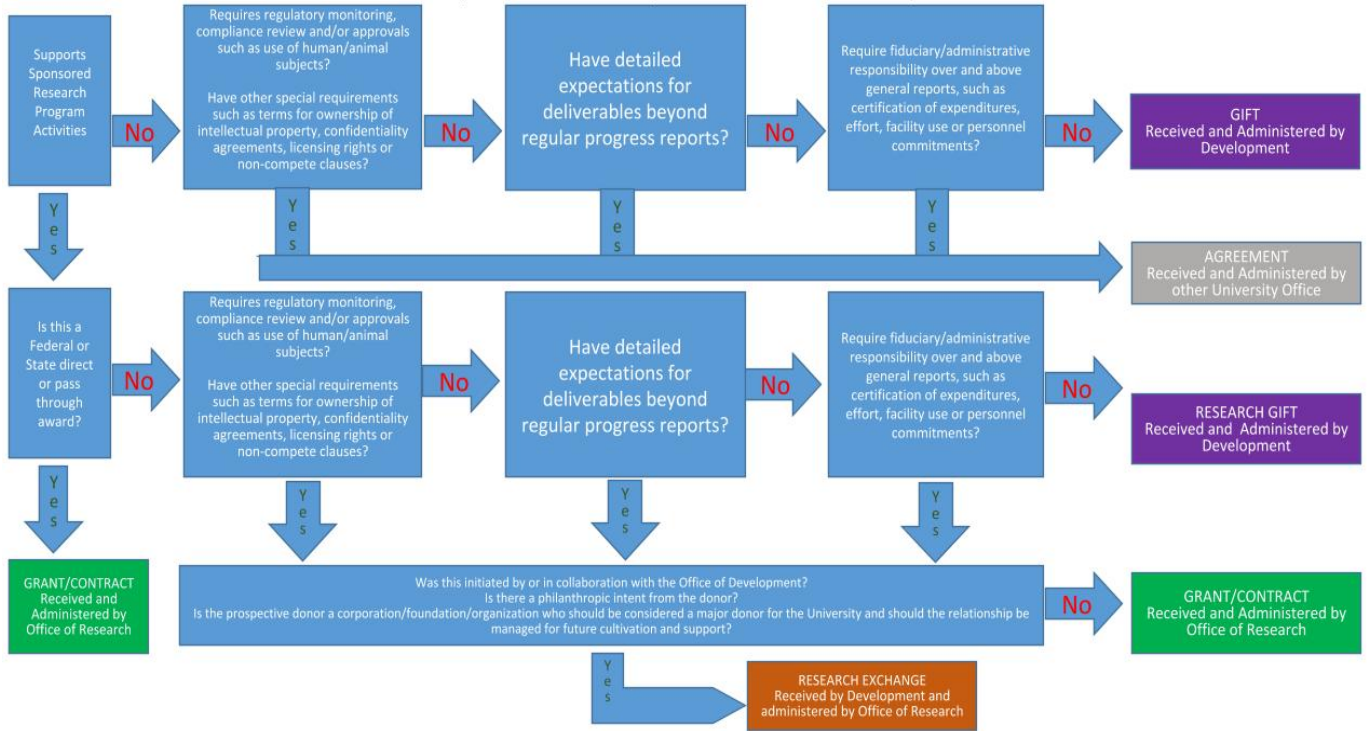 Supports
Sponsored
Research
Program
Activities
No
Requires regulatory monitoring,
compliance review and/or approvals
such as use of human/animal
subjects?
Have other special requirements
such as terms for ownership of
intellectual property, confidentiality
agreements, licensing rights or
non-compete clauses?
No
Have detailed
expectations for
deliverables beyond
regular progress reports?
No
Require fiduciary/administrative
responsibility over and above
general reports, such as
certification of expenditures,
effort, facility use or personnel
commitments?
No
GIFT
Received and Administered by
Development
Yes
Yes
Yes
Yes
AGREEMENT
Received and Administered by
other University Office
Is this a
Federal or
State direct
or pass
through
award?
No
Requires regulatory monitoring,
compliance review and/or approvals
such as use of human/animal
subjects?
Have other special requirements
such as terms for ownership of
intellectual property, confidentiality
agreements, licensing rights or
non-compete clauses?
No
Have detailed
expectations for
deliverables beyond
regular progress reports?
No
Require fiduciary/administrative
responsibility over and above
general reports, such as
certification of expenditures,
effort, facility use or personnel
commitments?
No
RESEARCH GIFT
Received and Administered by
Development
Yes
Yes
Yes
Yes
GRANT/CONTRACT
Received and
Administered by
Office of Research
Was this initiated by or in collaboration with the Office of Development?
Is there a philanthropic intent from the donor?
Is the prospective donor a corporation/foundation/organization who should be considered a major donor for the University and should the relationship be
managed for future cultivation and support?
No
GRANT/CONTRACT
Received and Administered by
Office of Research
Yes
RESEARCH EXCHANGE
Received by Development and
administered by Office of Research